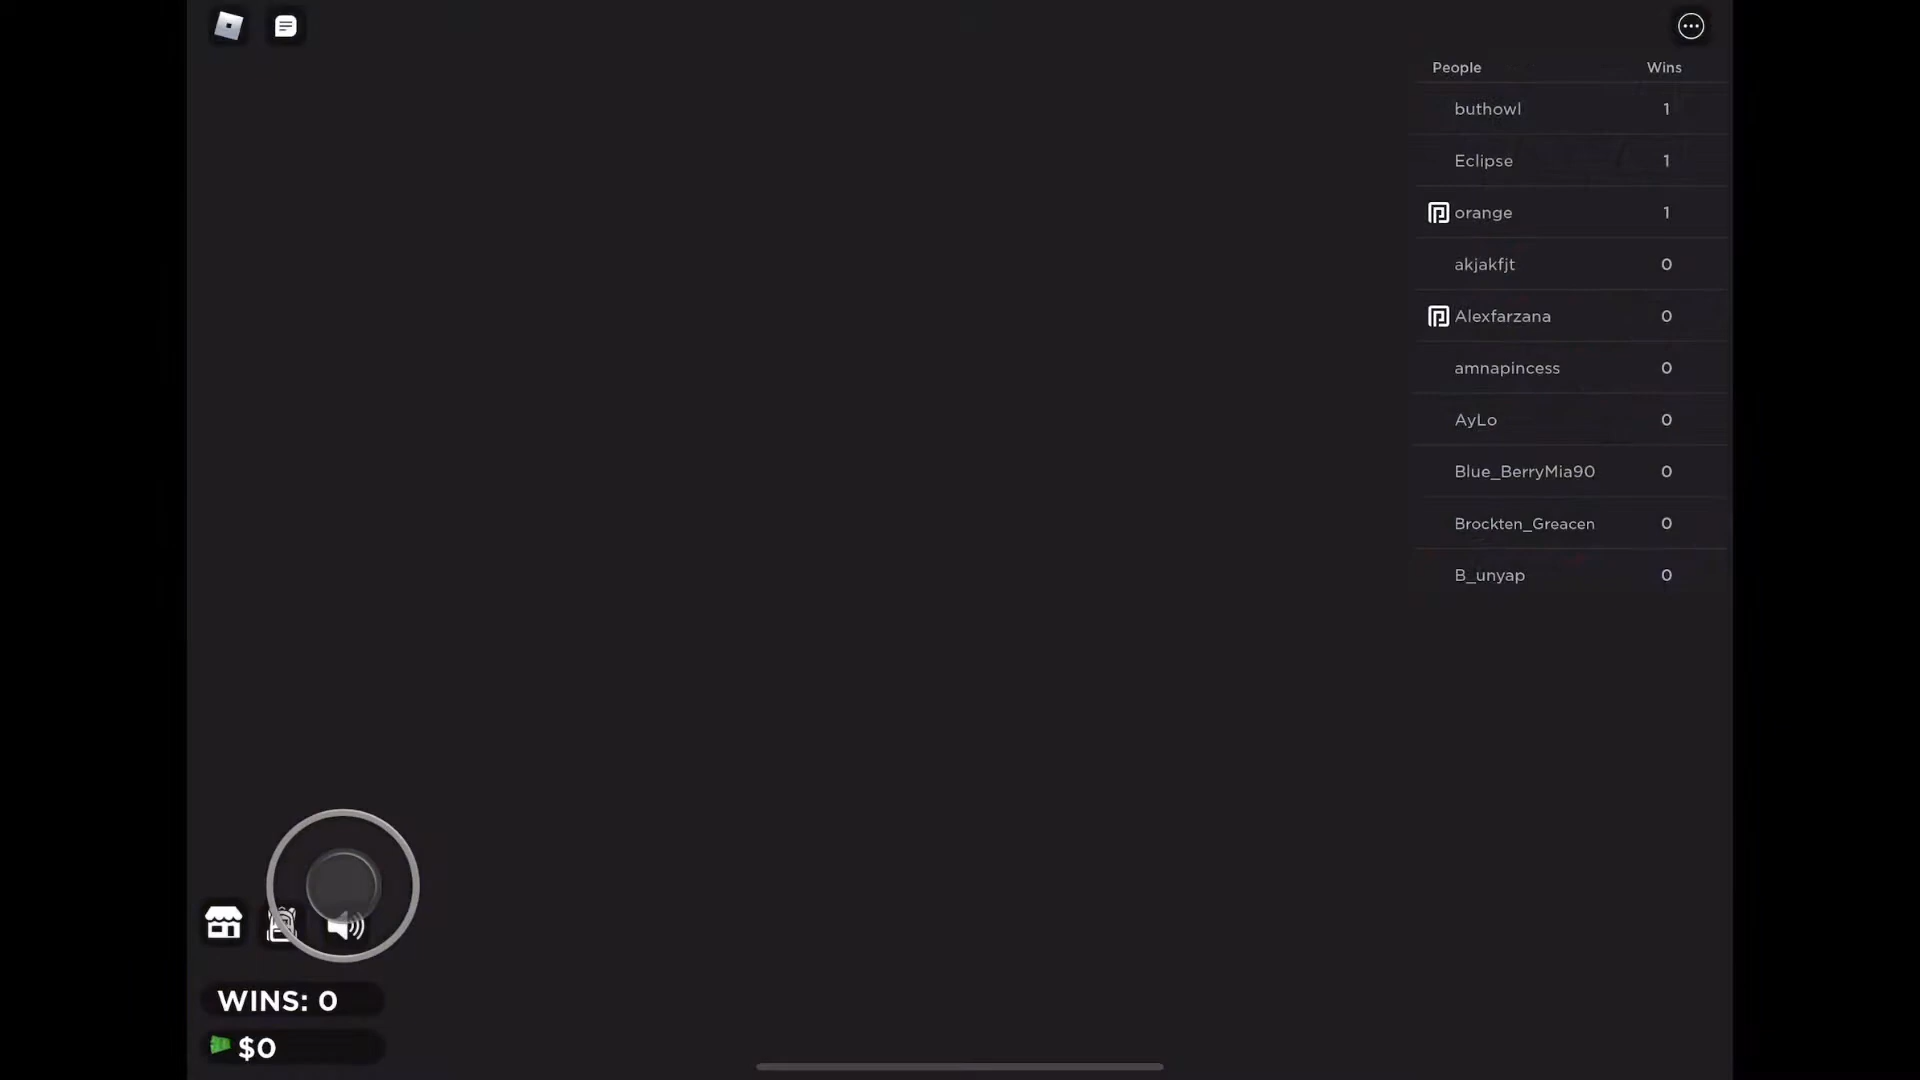 People Wins
buthowl 1
Eclipse 1
orange 1
akjakfjt 0
Alexfarzana 0
amnapincess 0
AyLo 0
Blue_BerryMia90 0
Brockten_Greacen 0
B_unyap 0
WINS: 0
$0